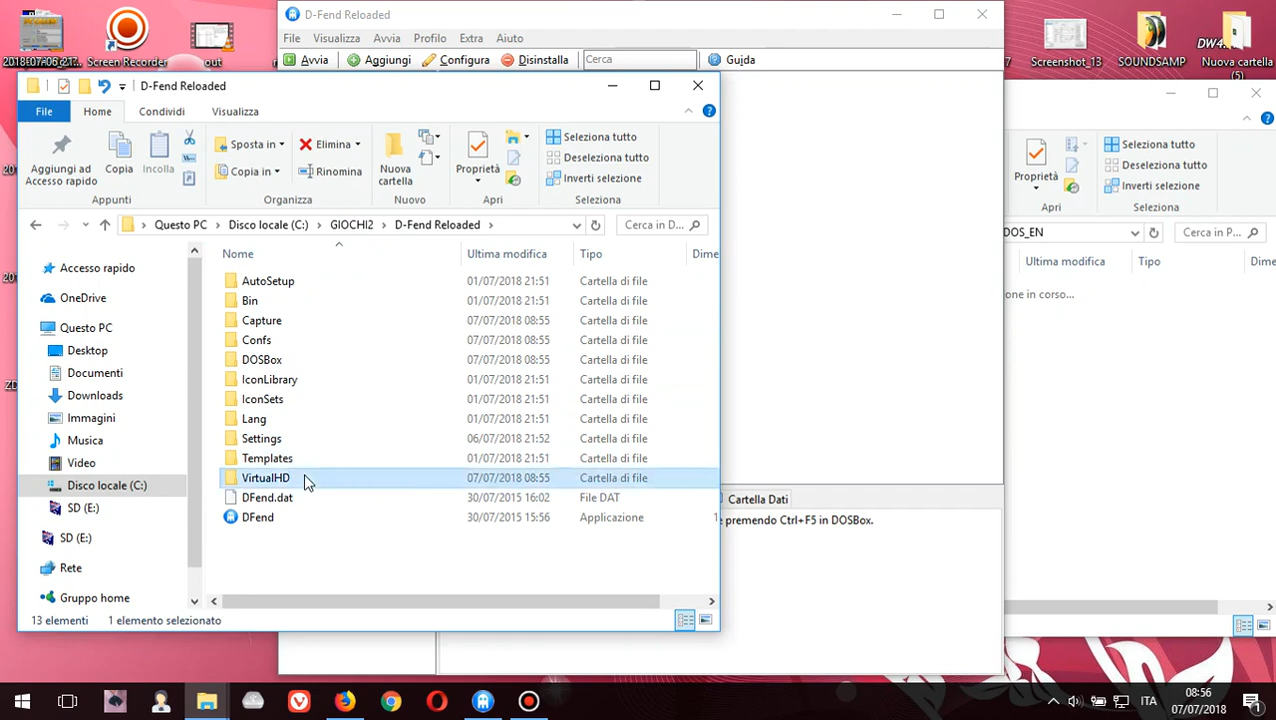 D-Fend Reloaded
File Visualizza Avvia Profilo Extra Aiuto
Avvia Aggiungi Configura Disinstalla Cerca Guida
Screen Recorder
out
Screenshot_13
SOUNDSAMP
Nuova cartella
(5)
D-Fend Reloaded
File Home Condividi Visualizza
Aggiungi ad
Accesso rapido
Copia
Incolla
Appunti
Sposta in
Copia in
Elimina
Rinomina
Organizza
Nuova
cartella
Nuovo
Proprietà
Apri
Seleziona tutto
Deseleziona tutto
Inverti selezione
Selezione
Questo PC Disco locale (C:) GIOCHI2 D-Fend Reloaded
Cerca in D...
Nome Ultima modifica Tipo Dime
Accesso rapido
OneDrive
Questo PC
Desktop
Documenti
Downloads
Immagini
Musica
Video
Disco locale (C:)
SD (E:)
SD (E:)
Rete
Gruppo home
AutoSetup 01/07/2018 21:51 Cartella di file
Bin 01/07/2018 21:51 Cartella di file
Capture 07/07/2018 08:55 Cartella di file
Confs 07/07/2018 08:55 Cartella di file
DOSBox 07/07/2018 08:55 Cartella di file
IconLibrary 01/07/2018 21:51 Cartella di file
IconSets 01/07/2018 21:51 Cartella di file
Lang 01/07/2018 21:51 Cartella di file
Settings 06/07/2018 21:52 Cartella di file
Templates 01/07/2018 21:51 Cartella di file
VirtualHD 07/07/2018 08:55 Cartella di file
DFend.dat 30/07/2015 16:02 File DAT
DFend 30/07/2015 15:56 Applicazione 1
13 elementi 1 elemento selezionato
Cartella Dati
premendo Ctrl+F5 in DOSBox.
Proprietà
Apri
Seleziona tutto
Deseleziona tutto
Inverti selezione
Selezione
DOS_EN
Cerca in P...
Ultima modifica Tipo Dime
one in corso...
ITA
08:56
07/07/2018
1